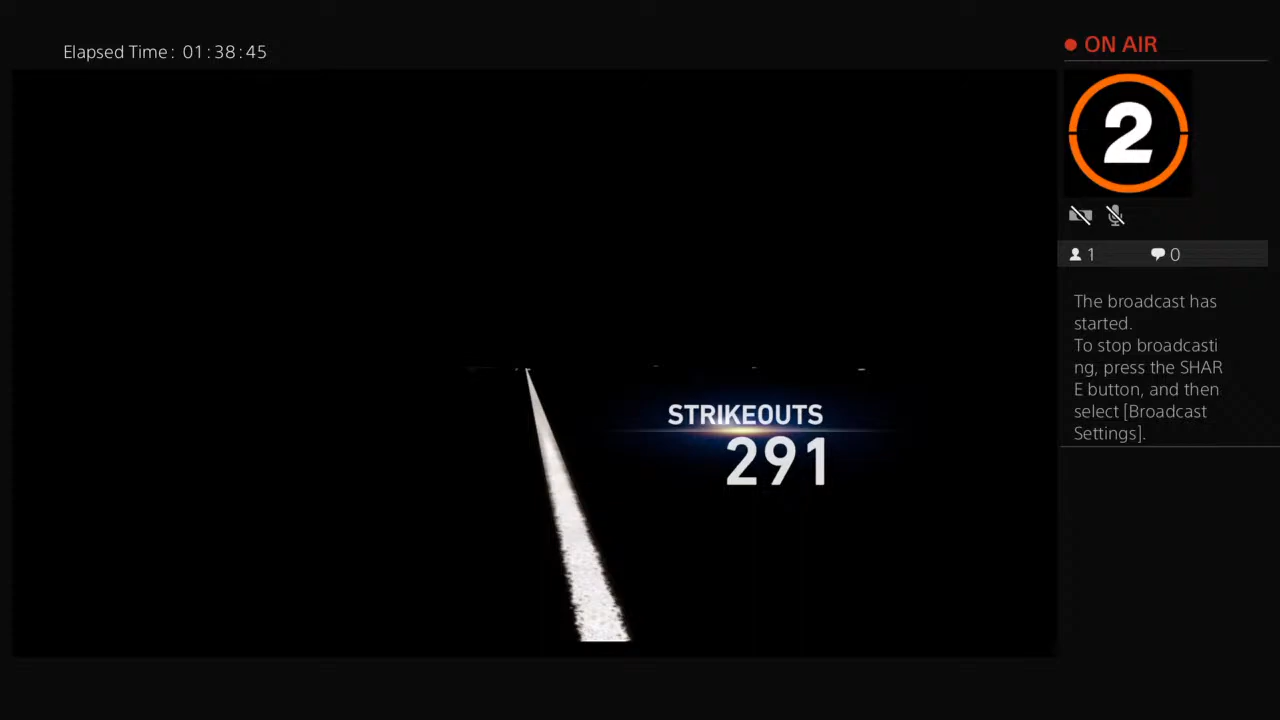 Elapsed Time: 01:38:45
ON AIR
2
1 0
The broadcast has
started.
To stop broadcasti
ng, press the SHAR
E button, and then
select [Broadcast
Settings].
STRIKEOUTS
291